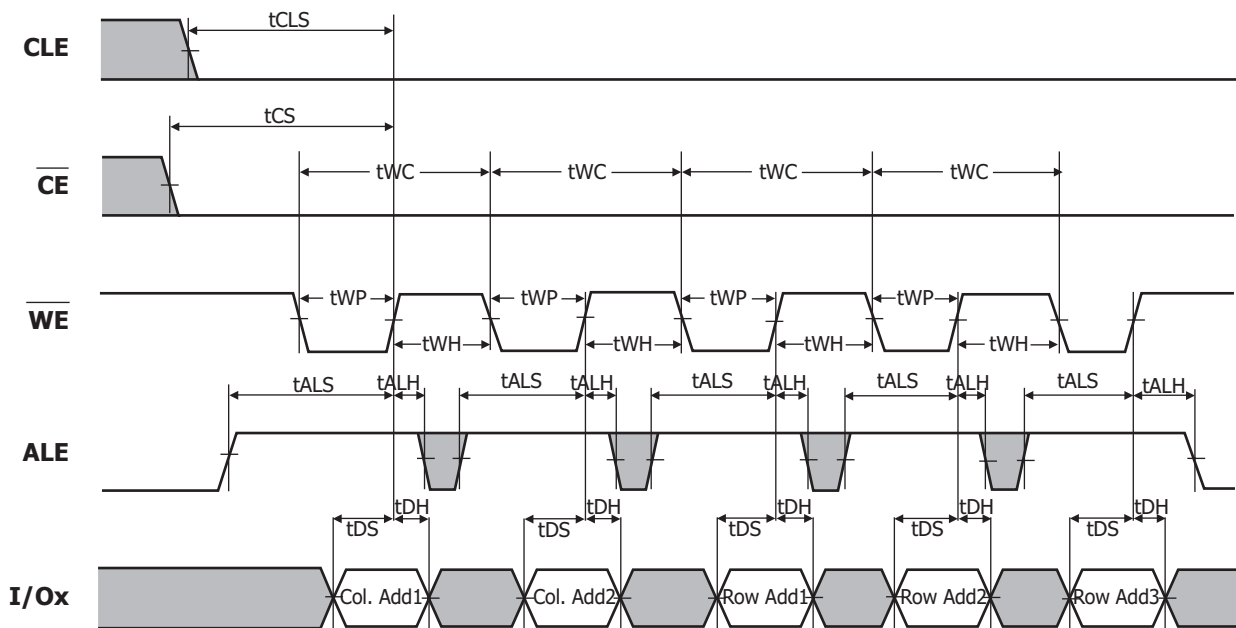 tCLS
CLE
tCS
CE
tWC tWC tWC tWC
WE
tWP tWP tWP tWP
tWH tWH tWH tWH
tALS tALH tALS tALH tALS tALH tALS tALH tALS tALH
ALE
tDS tDH tDS tDH tDS tDH tDS tDH tDS tDH
I/Ox
Col. Add1 Col. Add2 Row Add1 Row Add2 Row Add3